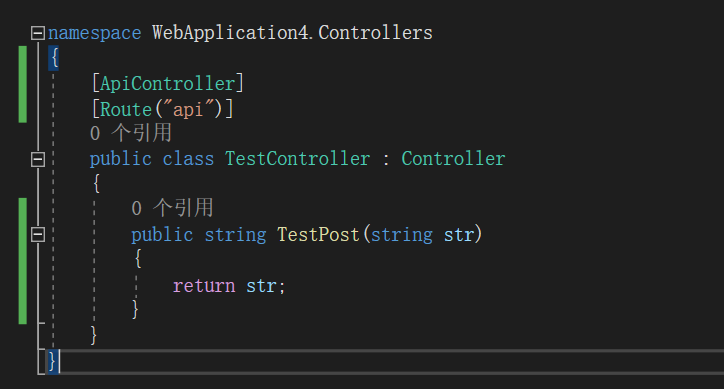 namespace WebApplication4.Controllers
{
[ApiController]
[Route("api")]
0 个引用
public class TestController : Controller
{
0 个引用
public string TestPost(string str)
{
return str;
}
}
}